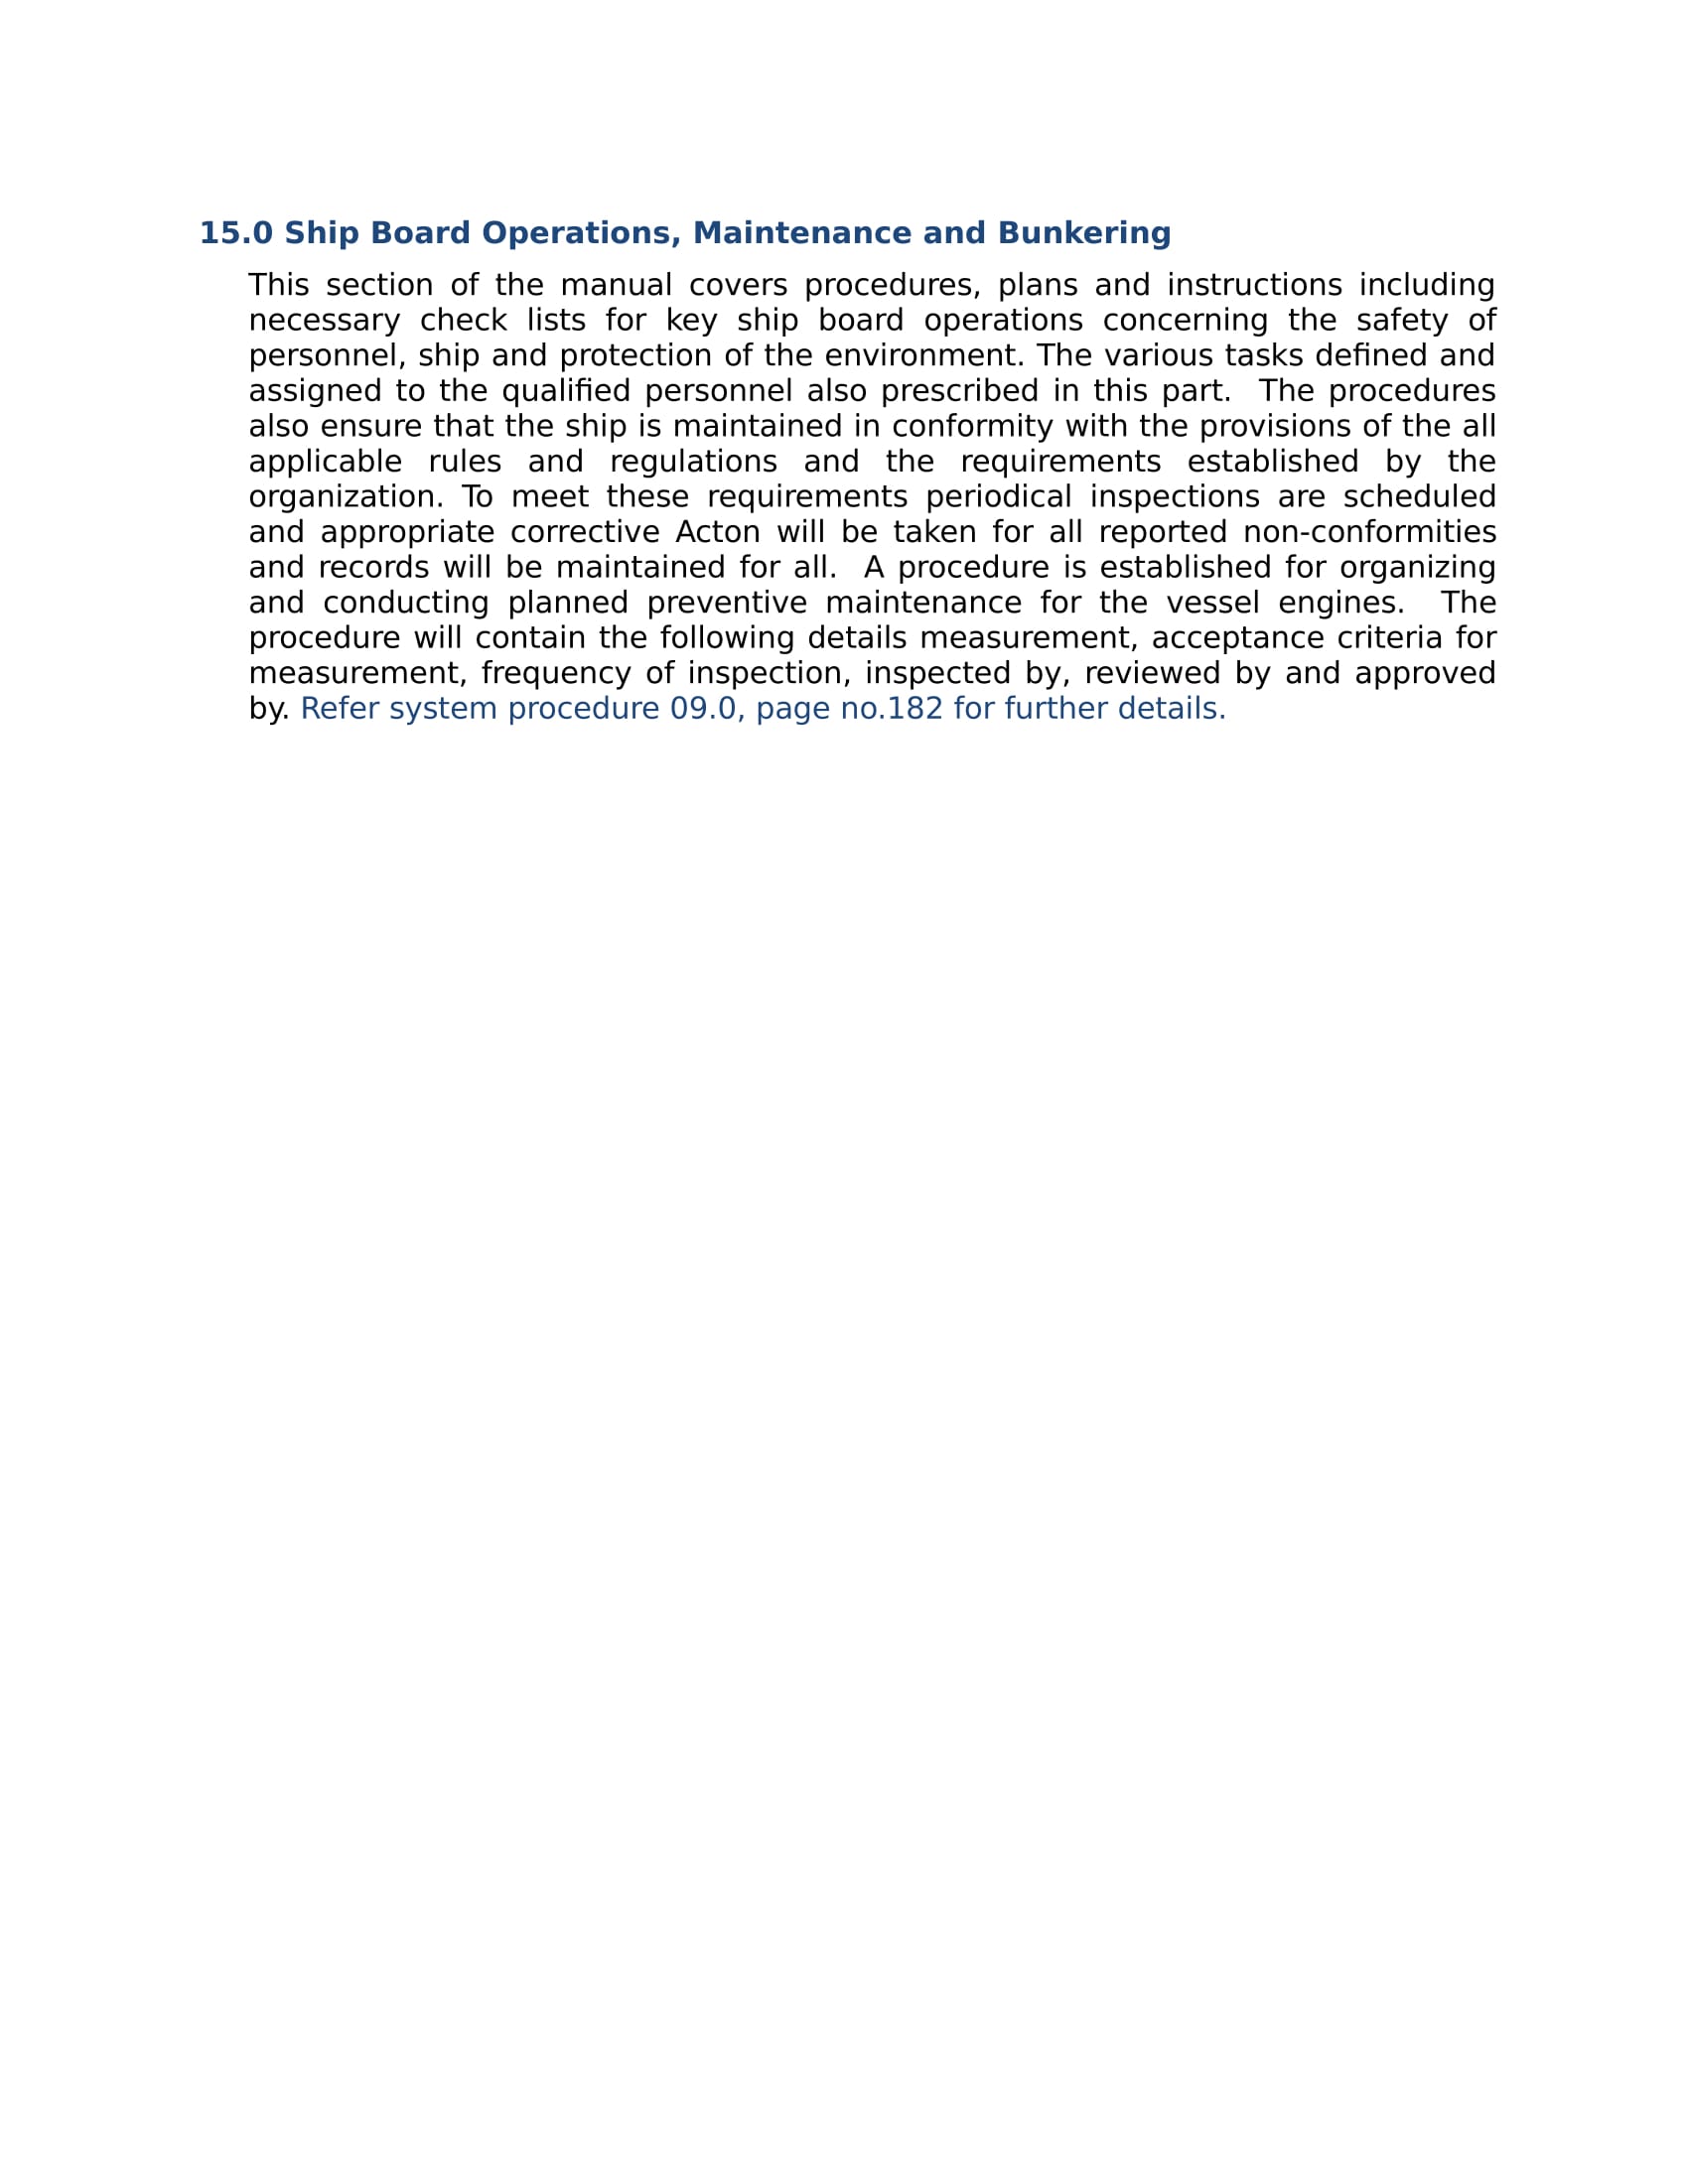 15.0 Ship Board Operations, Maintenance and Bunkering
This section of the manual covers procedures, plans and instructions including
necessary check lists for key ship board operations concerning the safety of
personnel, ship and protection of the environment. The various tasks defined and
assigned to the qualified personnel also prescribed in this part.  The procedures
also ensure that the ship is maintained in conformity with the provisions of the all
applicable rules and regulations and the requirements established by the
organization. To meet these requirements periodical inspections are scheduled
and appropriate corrective Acton will be taken for all reported non-conformities
and records will be maintained for all.  A procedure is established for organizing
and conducting planned preventive maintenance for the vessel engines.  The
procedure will contain the following details measurement, acceptance criteria for
measurement, frequency of inspection, inspected by, reviewed by and approved
by. Refer system procedure 09.0, page no.182 for further details.